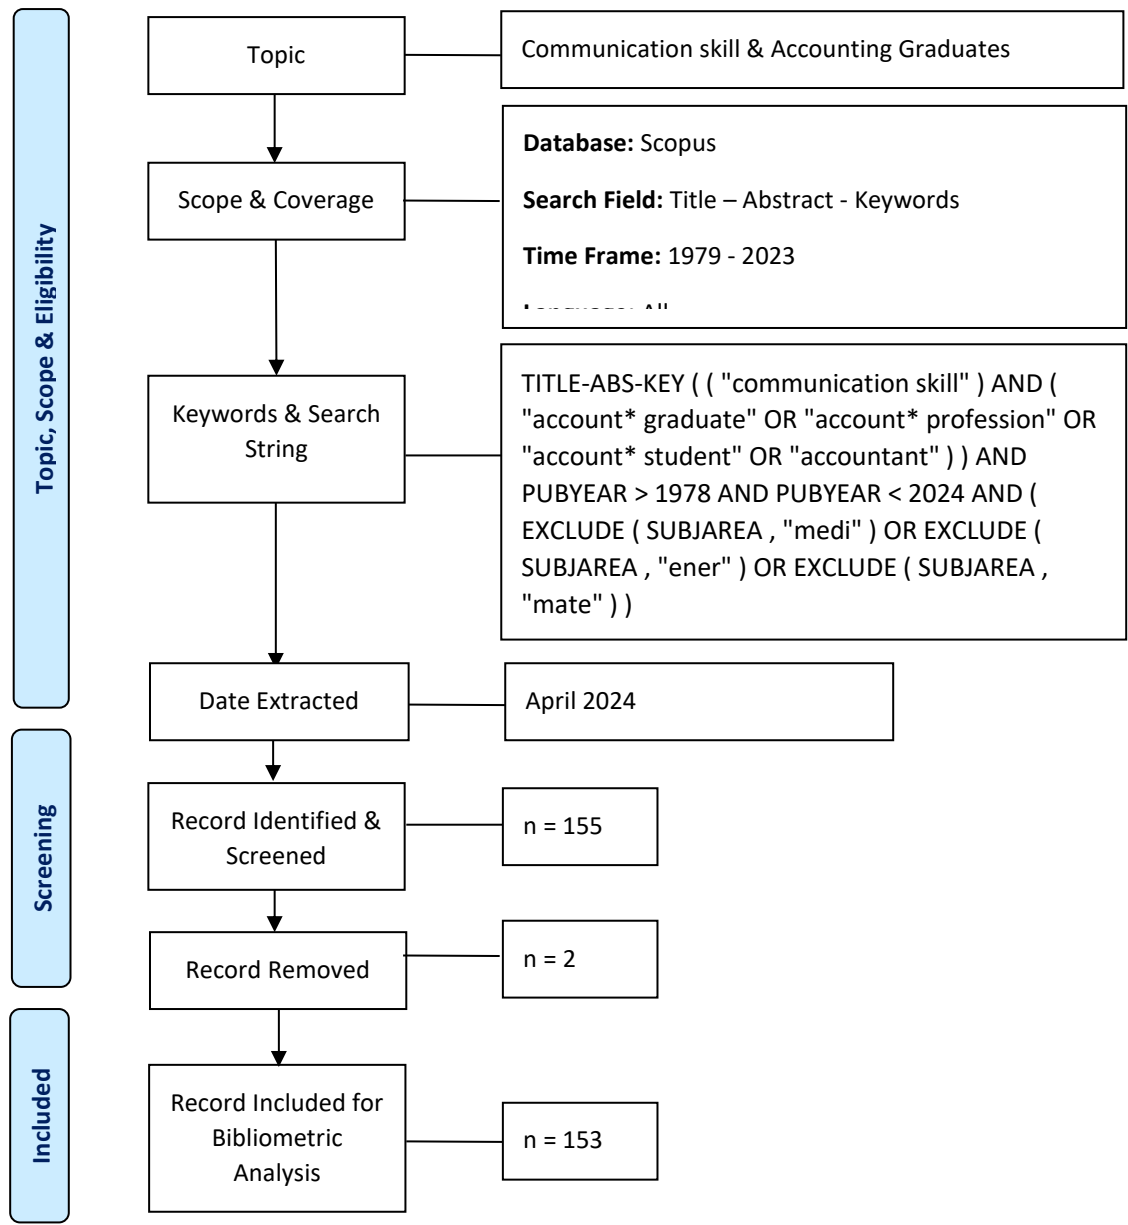 Topic, Scope & Eligibility
Topic
Communication skill & Accounting Graduates
Scope & Coverage
Database: Scopus
Search Field: Title – Abstract - Keywords
Time Frame: 1979 - 2023
Keywords & Search
String
TITLE-ABS-KEY ( ( "communication skill" ) AND (
"account* graduate" OR "account* profession" OR
"account* student" OR "accountant" ) ) AND
PUBYEAR > 1978 AND PUBYEAR < 2024 AND (
EXCLUDE ( SUBJAREA , "medi" ) OR EXCLUDE (
SUBJAREA , "ener" ) OR EXCLUDE ( SUBJAREA ,
"mate" ) )
Date Extracted
April 2024
Screening
Record Identified &
Screened
n = 155
Record Removed
n = 2
Included
Record Included for
Bibliometric
Analysis
n = 153